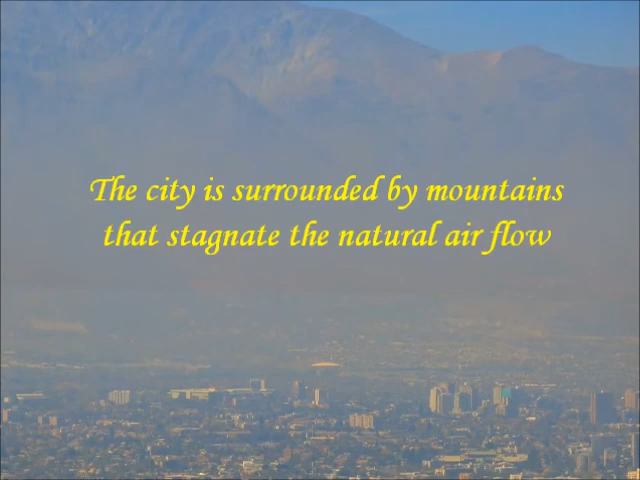 The city is surrounded by mountains
that stagnate the natural air flow